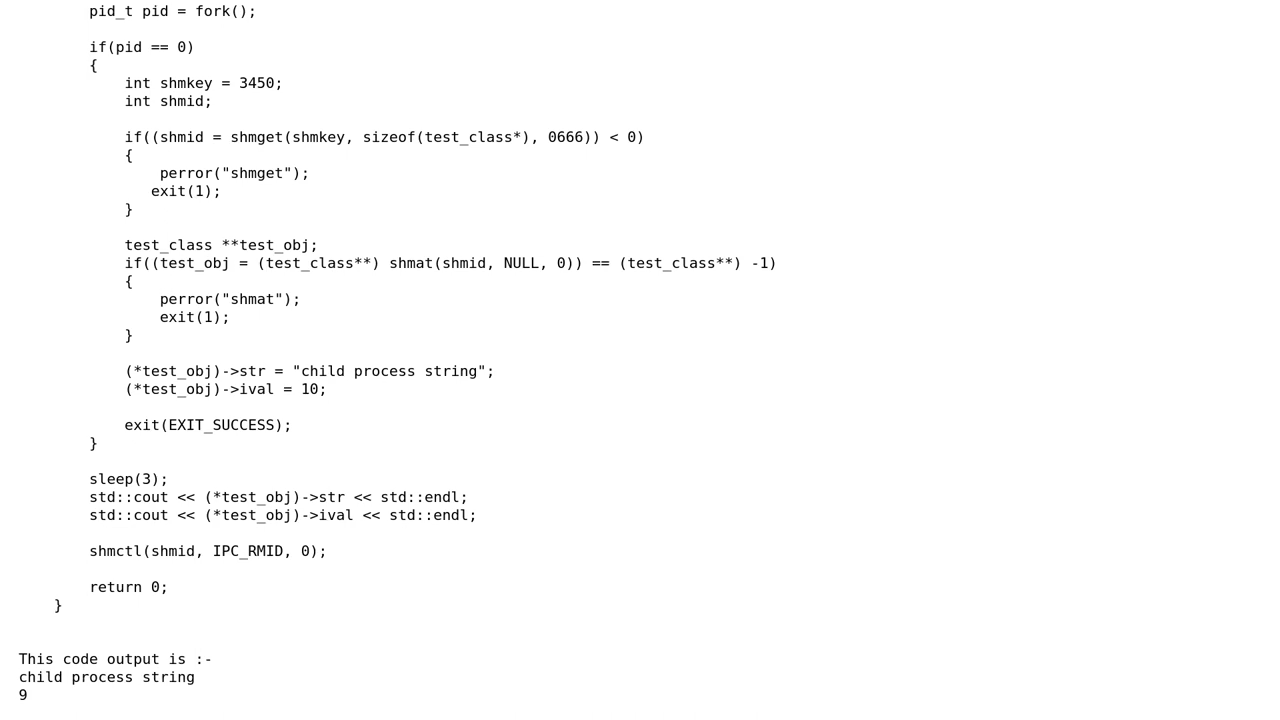 pid_t pid = fork();
if(pid == 0)
{
int shmkey = 3450;
int shmid;
if((shmid = shmget(shmkey, sizeof(test_class*), 0666)) < 0)
{
perror("shmget");
exit(1);
}
test_class **test_obj;
if((test_obj = (test_class**) shmat(shmid, NULL, 0)) == (test_class**) -1)
{
perror("shmat");
exit(1);
}
(*test_obj)->str = "child process string";
(*test_obj)->ival = 10;
exit(EXIT_SUCCESS);
}
sleep(3);
std::cout << (*test_obj)->str << std::endl;
std::cout << (*test_obj)->ival << std::endl;
shmctl(shmid, IPC_RMID, 0);
return 0;
}
This code output is :-
child process string
9